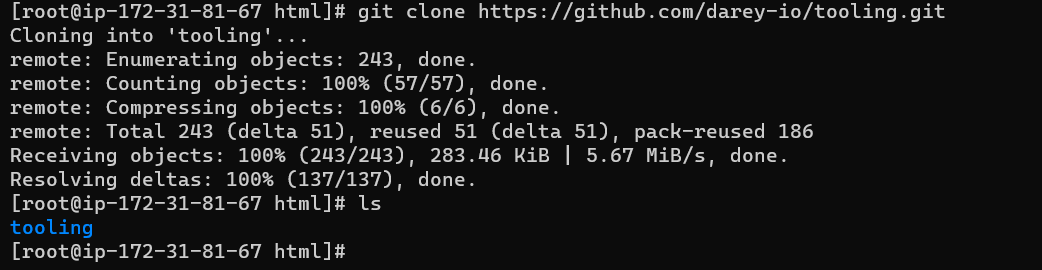 [root@ip-172-31-81-67 html]# git clone https://github.com/darey-io/tooling.git
Cloning into 'tooling'...
remote: Enumerating objects: 243, done.
remote: Counting objects: 100% (57/57), done.
remote: Compressing objects: 100% (6/6), done.
remote: Total 243 (delta 51), reused 51 (delta 51), pack-reused 186
Receiving objects: 100% (243/243), 283.46 KiB | 5.67 MiB/s, done.
Resolving deltas: 100% (137/137), done.
[root@ip-172-31-81-67 html]# ls
tooling
[root@ip-172-31-81-67 html]#